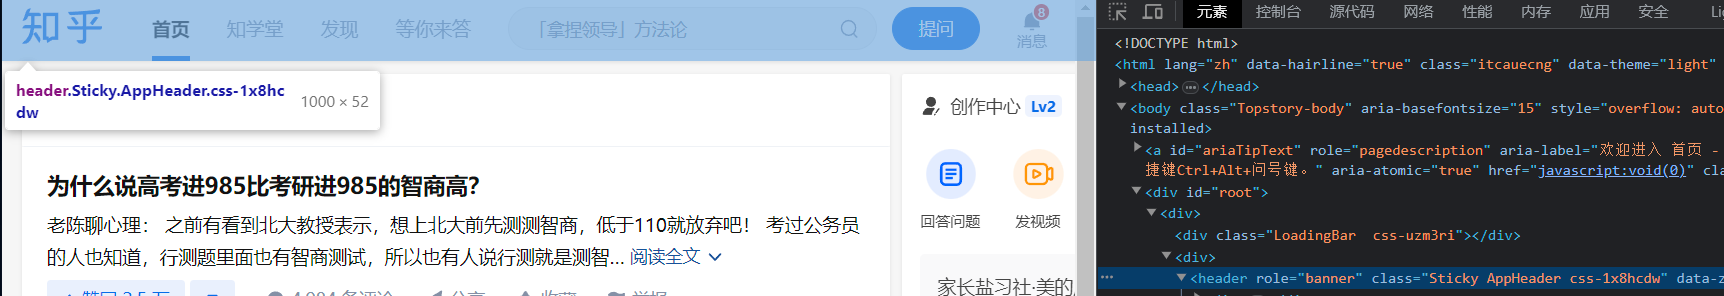 知乎
首页 知学堂 发现 等你来答 「拿捏领导」方法论 提问 8 消息
header.Sticky.AppHeader.css-1x8hc
dw 1000 × 52
创作中心 Lv2
为什么说高考进985比考研进985的智商高?
老陈聊心理： 之前有看到北大教授表示，想上北大前先测测智商，低于110就放弃吧！ 考过公务员
的人也知道，行测题里面也有智商测试，所以也有人说行测就是测智... 阅读全文
回答问题 发视频
家长盐习社·美的
元素 控制台 源代码 网络 性能 内存 应用 安全
<!DOCTYPE html>
<html lang="zh" data-hairline="true" class="itcauecng" data-theme="light"
<head> ··· </head>
<body class="Topstory-body" aria-basefontsize="15" style="overflow: auto
installed>
<a id="ariaTipText" role="pagedescription" aria-label="欢迎进入 首页 -
捷键Ctrl+Alt+问号键。" aria-atomic="true" href="javascript:void(0)" cla
<div id="root">
<div>
<div class="LoadingBar css-uzm3ri"></div>
<div>
··· <header role="banner" class="Sticky AppHeader css-1x8hcdw" data-z